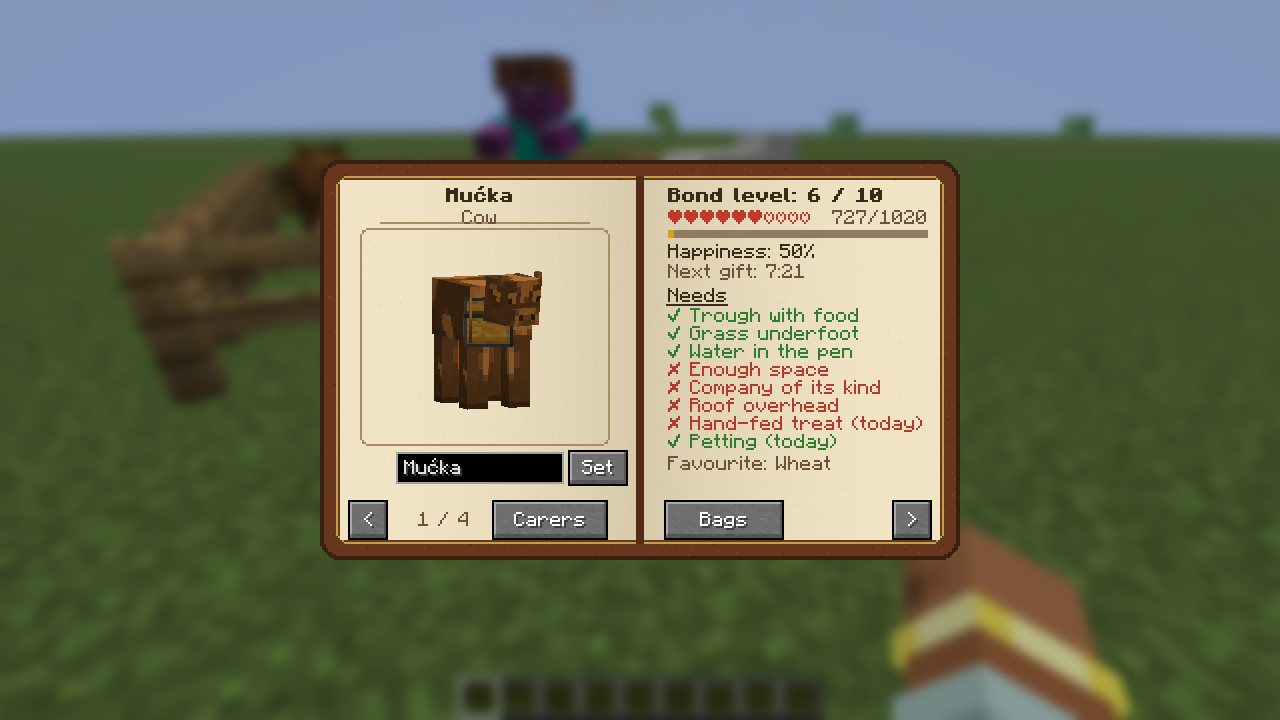 Mućka
Cow
Mućka
Set
<
1 / 4
Carers
Bond level: 6 / 10
727/1020
Happiness: 50%
Next gift: 7:21
Needs
✓ Trough with food
✓ Grass underfoot
✓ Water in the pen
✗ Enough space
✗ Company of its kind
✗ Roof overhead
✗ Hand-fed treat (today)
✓ Petting (today)
Favourite: Wheat
Bags
>